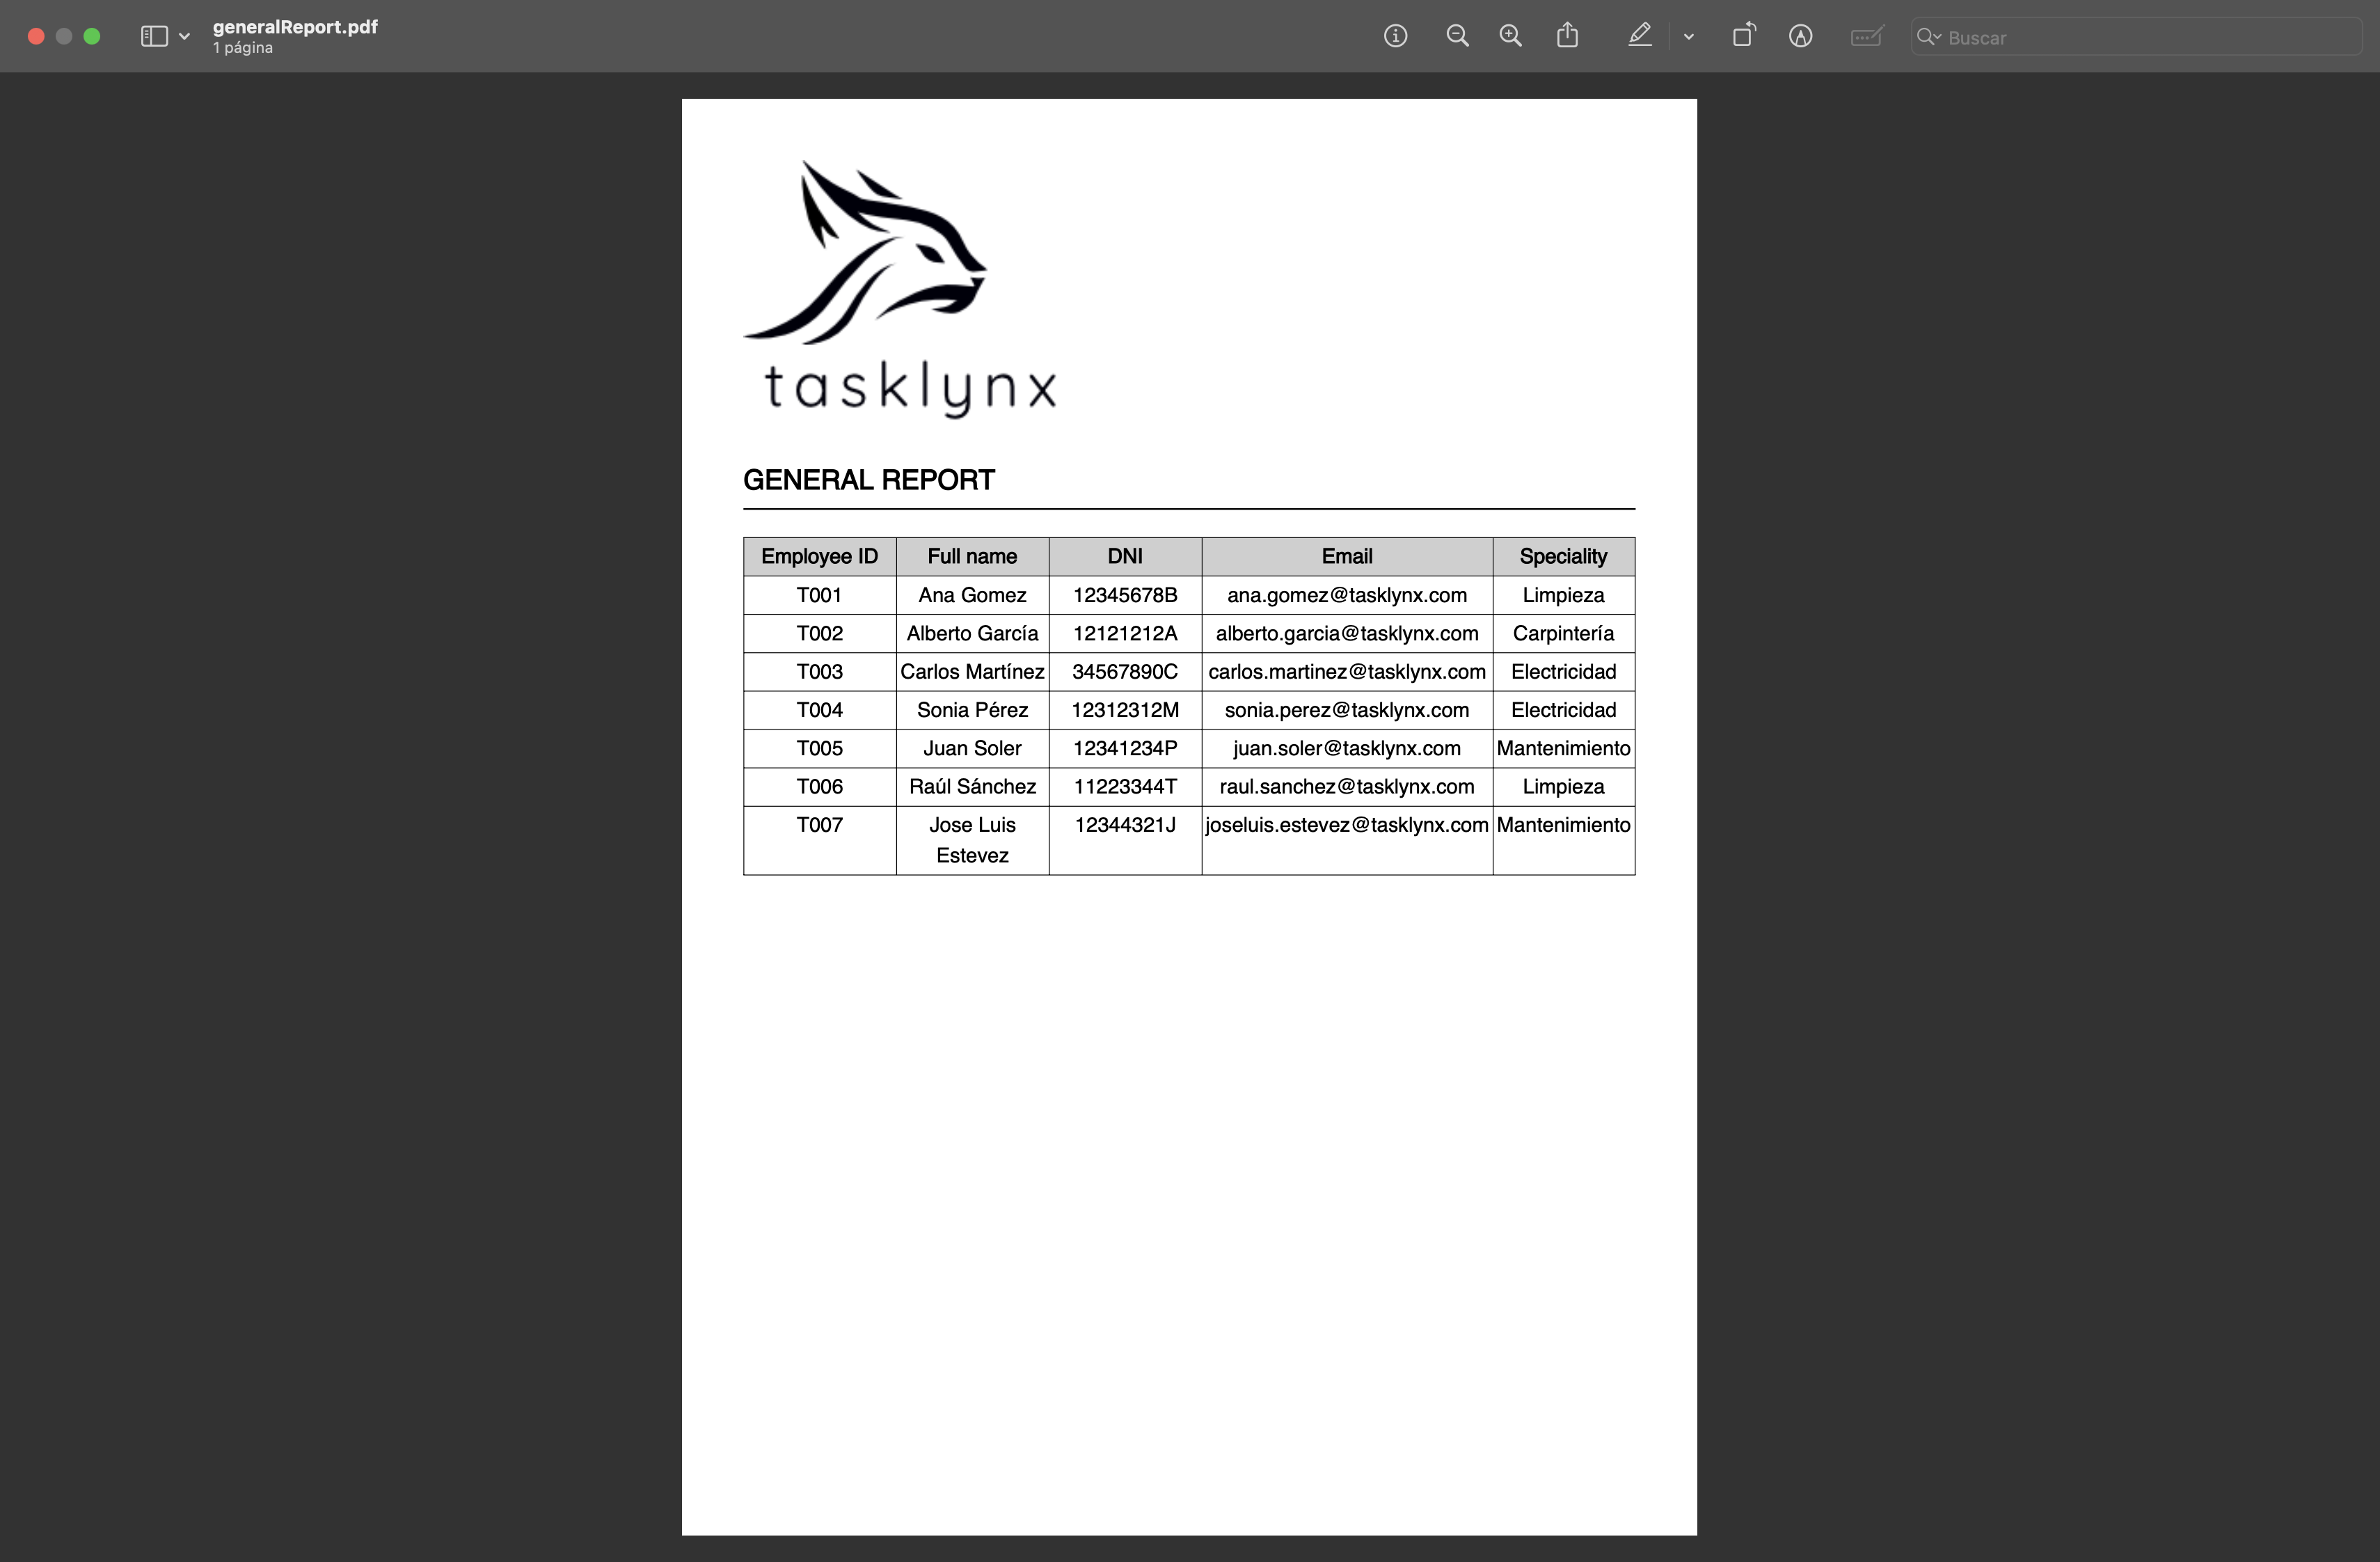 generalReport.pdf
1 página
Buscar
tasklynx
GENERAL REPORT
Employee ID Full name DNI Email Speciality
T001 Ana Gomez 12345678B ana.gomez@tasklynx.com Limpieza
T002 Alberto García 12121212A alberto.garcia@tasklynx.com Carpintería
T003 Carlos Martínez 34567890C carlos.martinez@tasklynx.com Electricidad
T004 Sonia Pérez 12312312M sonia.perez@tasklynx.com Electricidad
T005 Juan Soler 12341234P juan.soler@tasklynx.com Mantenimiento
T006 Raúl Sánchez 11223344T raul.sanchez@tasklynx.com Limpieza
T007 Jose Luis 12344321J joseluis.estevez@tasklynx.com Mantenimiento
Estevez